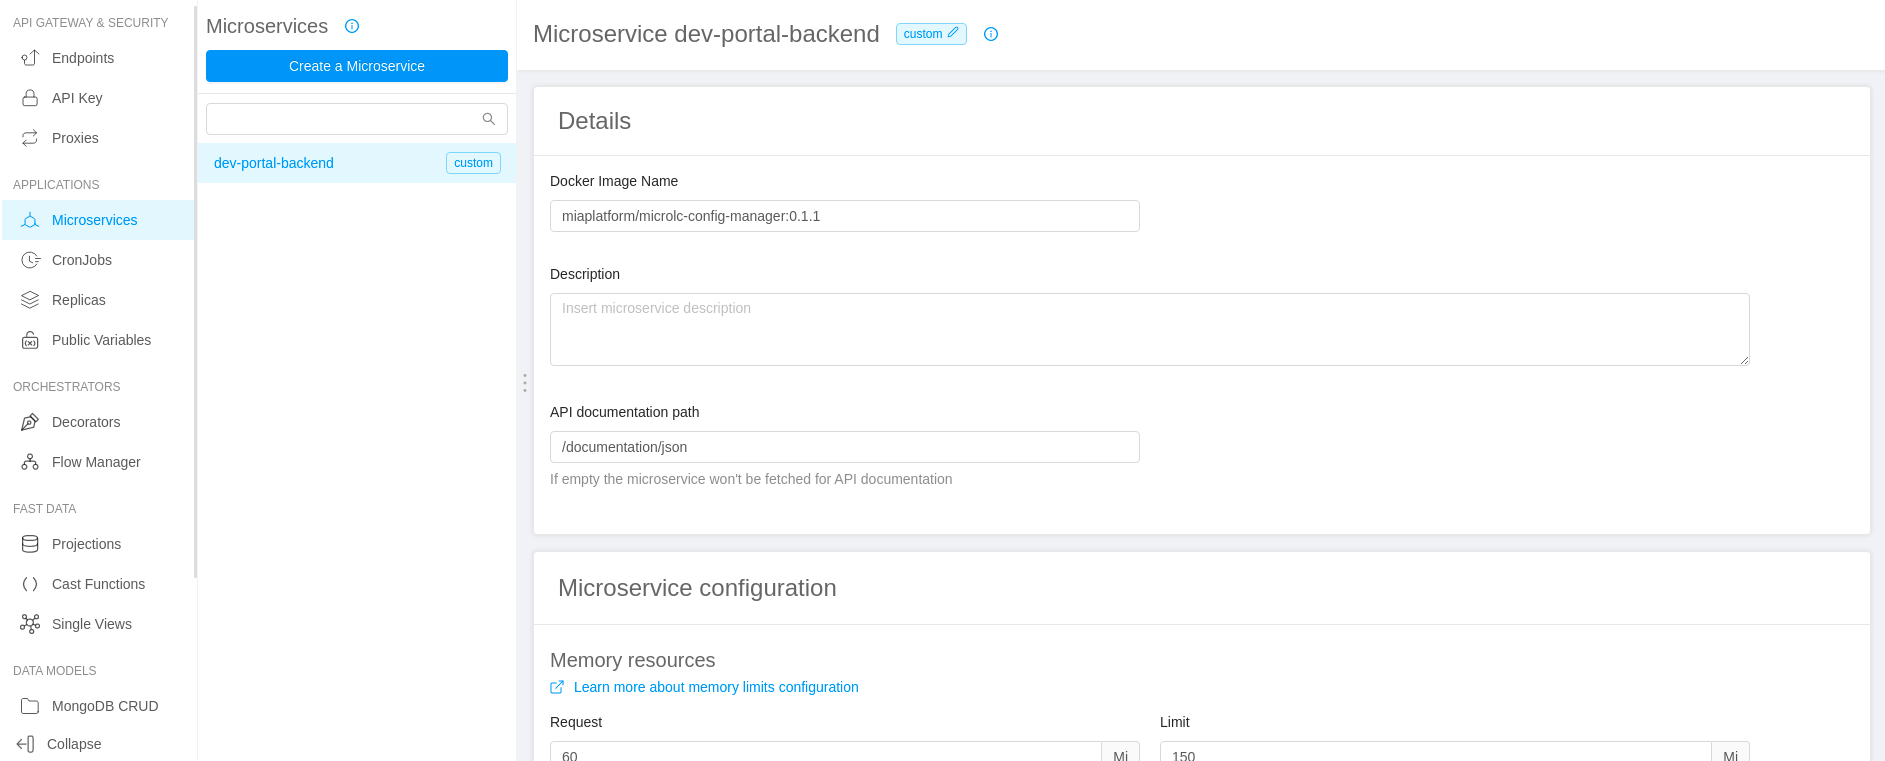 API GATEWAY & SECURITY
Endpoints
API Key
Proxies
APPLICATIONS
Microservices
CronJobs
Replicas
Public Variables
ORCHESTRATORS
Decorators
Flow Manager
FAST DATA
Projections
Cast Functions
Single Views
DATA MODELS
MongoDB CRUD
Collapse
Microservices
Create a Microservice
dev-portal-backend custom
Microservice dev-portal-backend custom
Details
Docker Image Name
miaplatform/microlc-config-manager:0.1.1
Description
Insert microservice description
API documentation path
/documentation/json
If empty the microservice won't be fetched for API documentation
Microservice configuration
Memory resources
Learn more about memory limits configuration
Request Limit
60 Mi 150 Mi